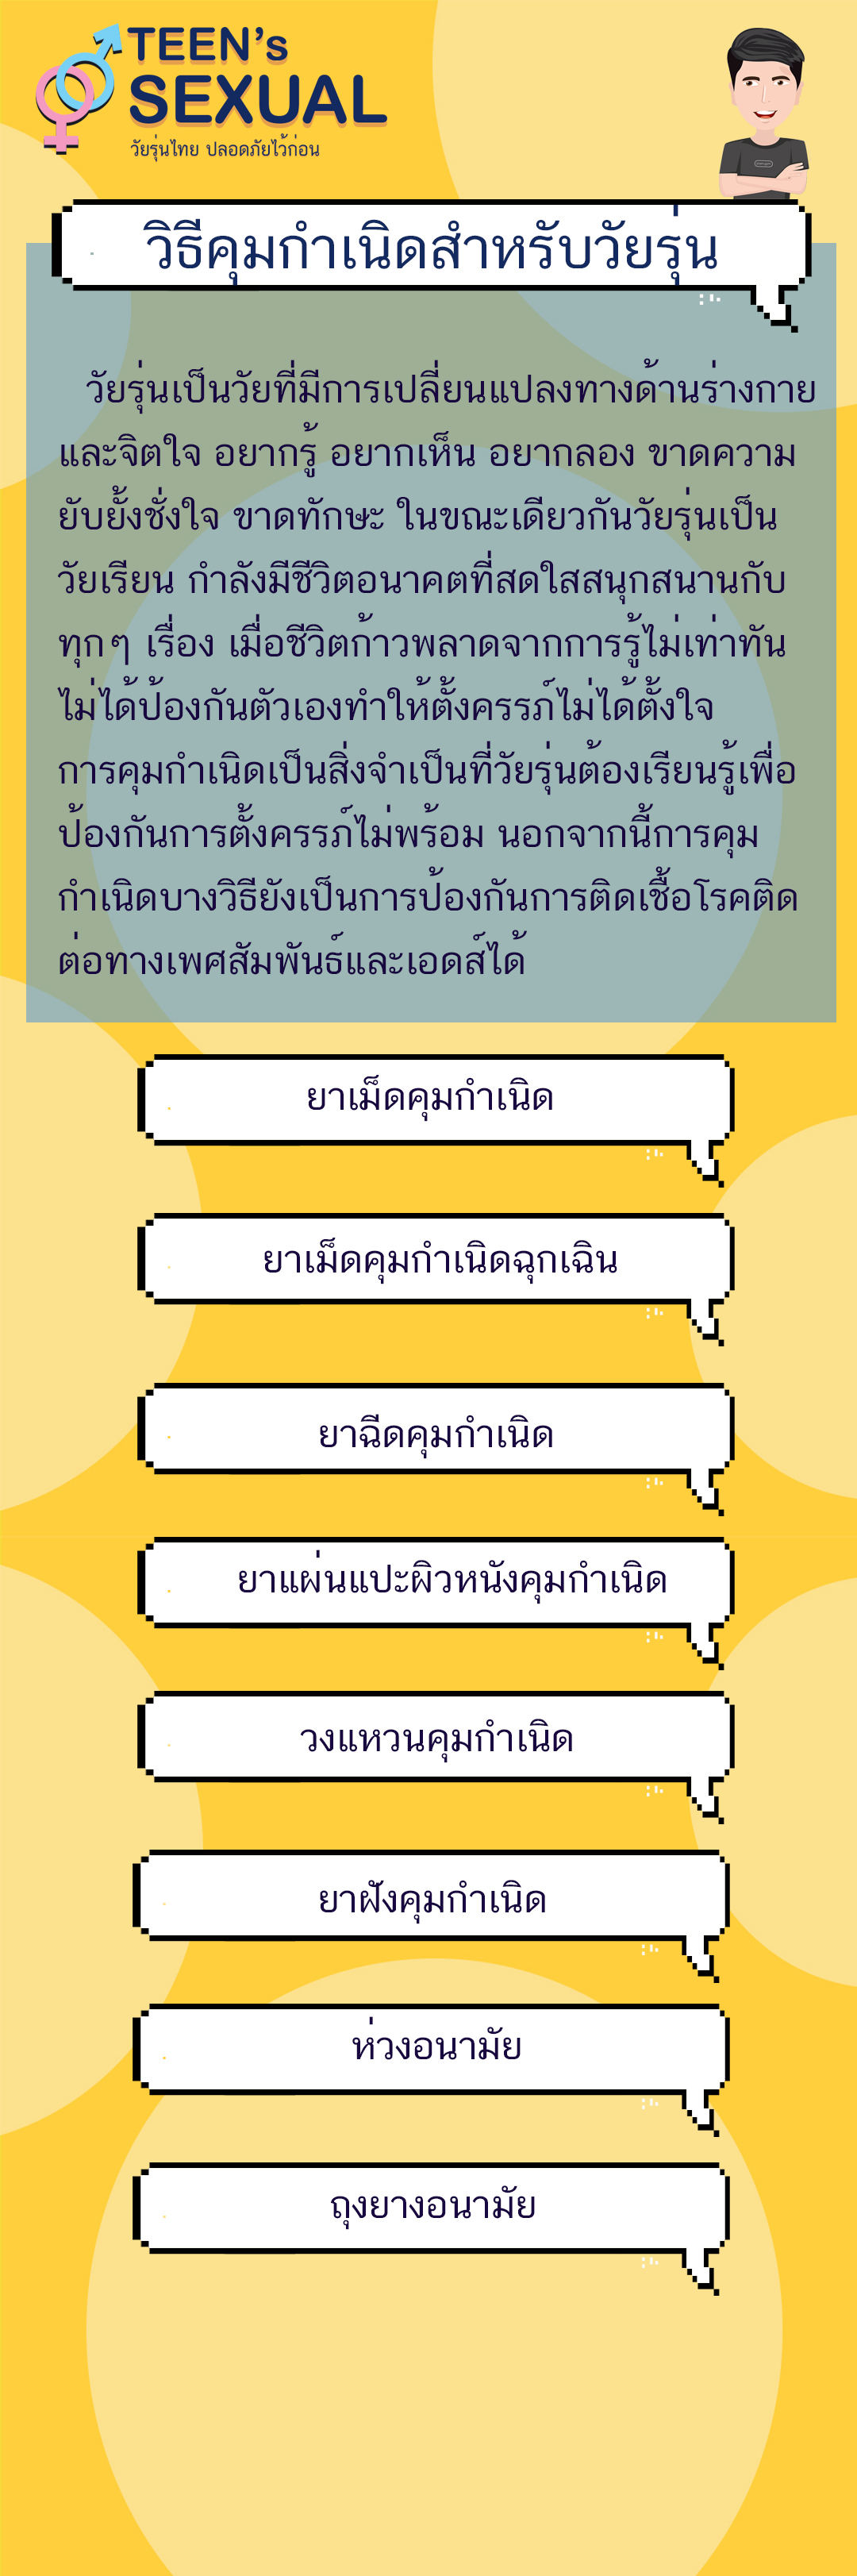 TEEN's
SEXUAL
วัยรุ่นไทย ปลอดภัยไว้ก่อน
วิธีคุมกำเนิดสำหรับวัยรุ่น
วัยรุ่นเป็นวัยที่มีการเปลี่ยนแปลงทางด้านร่างกาย
และจิตใจ อยากรู้ อยากเห็น อยากลอง ขาดความ
ยับยั้งชั่งใจ ขาดทักษะ ในขณะเดียวกันวัยรุ่นเป็น
วัยเรียน กำลังมีชีวิตอนาคตที่สดใสสนุกสนานกับ
ทุกๆ เรื่อง เมื่อชีวิตก้าวพลาดจากการรู้ไม่เท่าทัน
ไม่ได้ป้องกันตัวเองทำให้ตั้งครรภ์ไม่ได้ตั้งใจ
การคุมกำเนิดเป็นสิ่งจำเป็นที่วัยรุ่นต้องเรียนรู้เพื่อ
ป้องกันการตั้งครรภ์ไม่พร้อม นอกจากนี้การคุม
กำเนิดบางวิธียังเป็นการป้องกันการติดเชื้อโรคติด
ต่อทางเพศสัมพันธ์และเอดส์ได้
ยาเม็ดคุมกำเนิด
ยาเม็ดคุมกำเนิดฉุกเฉิน
ยาฉีดคุมกำเนิด
ยาแผ่นแปะผิวหนังคุมกำเนิด
วงแหวนคุมกำเนิด
ยาฝังคุมกำเนิด
ห่วงอนามัย
ถุงยางอนามัย